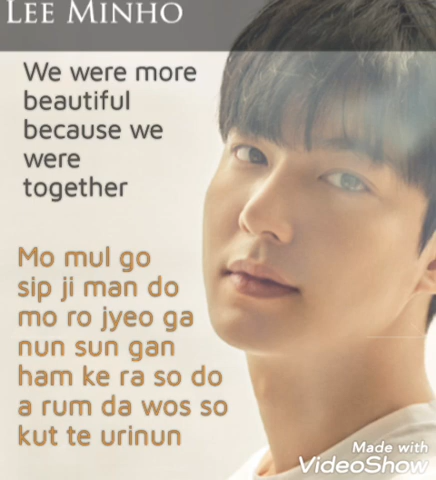 LEE MINHO
We were more
beautiful
because we
were
together
Mo mul go
sip ji man do
mo ro jyeo ga
nun sun gan
ham ke ra so do
a rum da wos so
kut te urinun
Made with
VideoShow